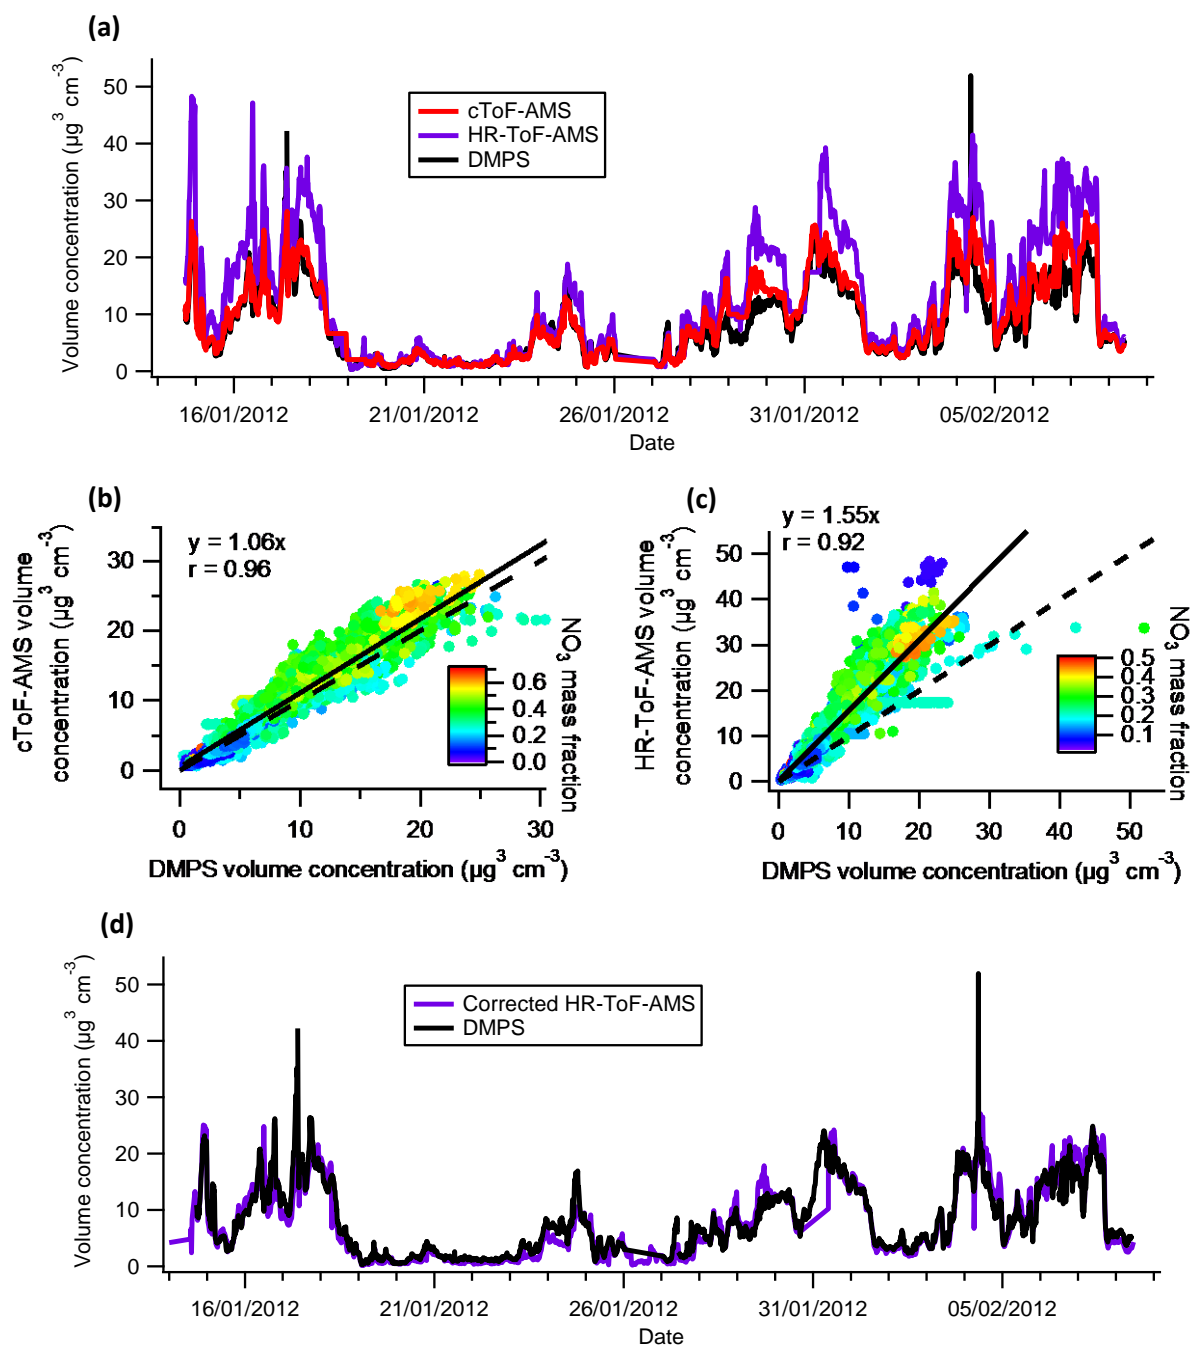 (a)
Volume concentration (µg³ cm⁻³)
50
40
30
20
10
0
cToF-AMS
HR-ToF-AMS
DMPS
16/01/2012
21/01/2012
26/01/2012
31/01/2012
05/02/2012
Date
(b)
cToF-AMS volume
concentration (µg³ cm⁻³)
y = 1.06x
r = 0.96
30
20
10
0
0.6
0.4
0.2
0.0
NO₃ mass fraction
0
10
20
30
DMPS volume concentration (µg³ cm⁻³)
(c)
HR-ToF-AMS volume
concentration (µg³ cm⁻³)
y = 1.55x
r = 0.92
50
40
30
20
10
0
0.5
0.4
0.3
0.2
0.1
NO₃ mass fraction
0
10
20
30
40
50
DMPS volume concentration (µg³ cm⁻³)
(d)
Volume concentration (µg³ cm⁻³)
50
40
30
20
10
0
Corrected HR-ToF-AMS
DMPS
16/01/2012
21/01/2012
26/01/2012
31/01/2012
05/02/2012
Date